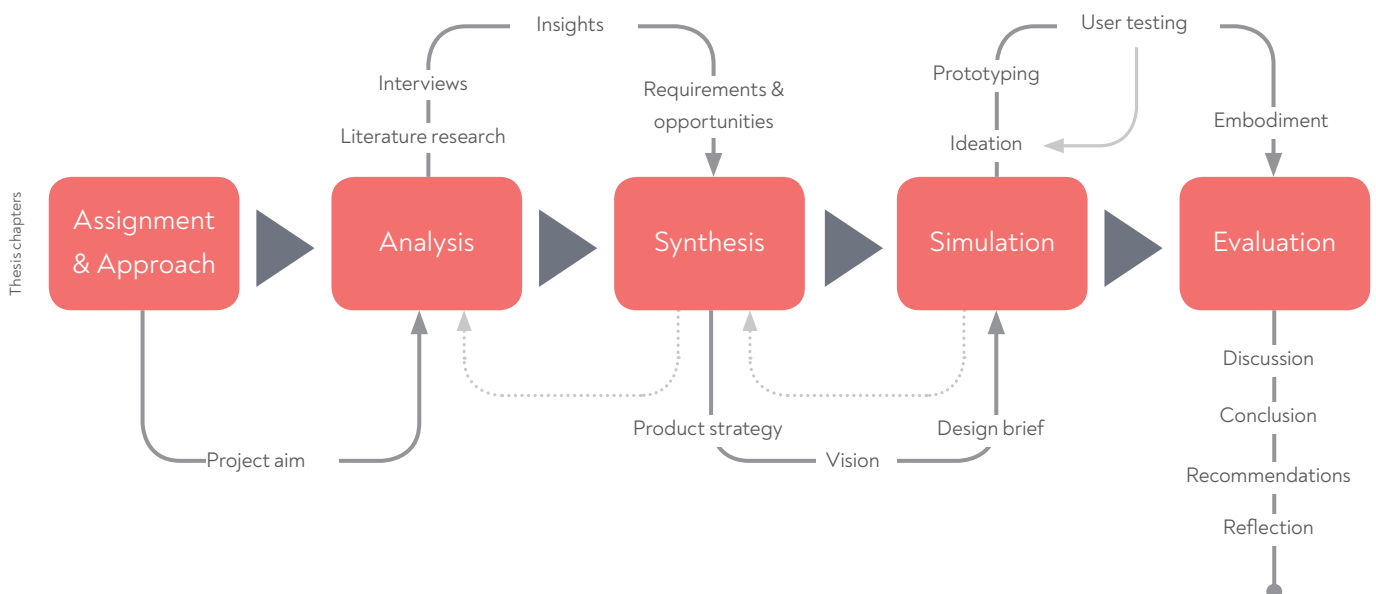 Insights
User testing
Interviews
Prototyping
Requirements &
opportunities
Literature research
Ideation
Embodiment
Thesis chapters
Assignment
& Approach
Analysis
Synthesis
Simulation
Evaluation
Project aim
Product strategy
Vision
Design brief
Discussion
Conclusion
Recommendations
Reflection